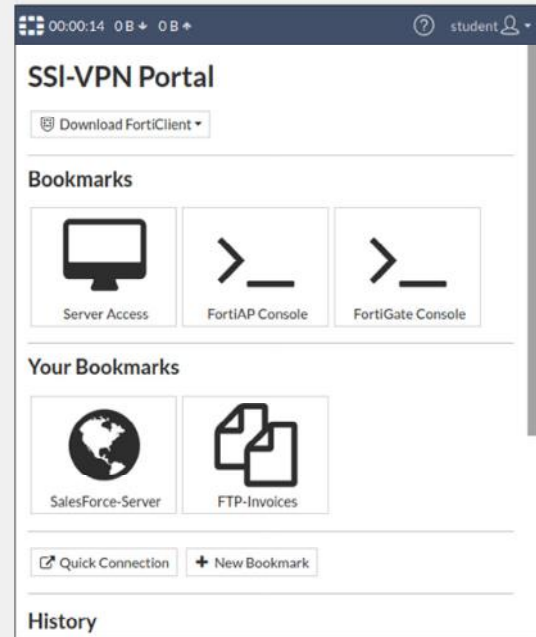 00:00:14 0 B 0 B student
SSl-VPN Portal
Download FortiClient
Bookmarks
Server Access FortiAP Console FortiGate Console
Your Bookmarks
SalesForce-Server FTP-Invoices
Quick Connection New Bookmark
History